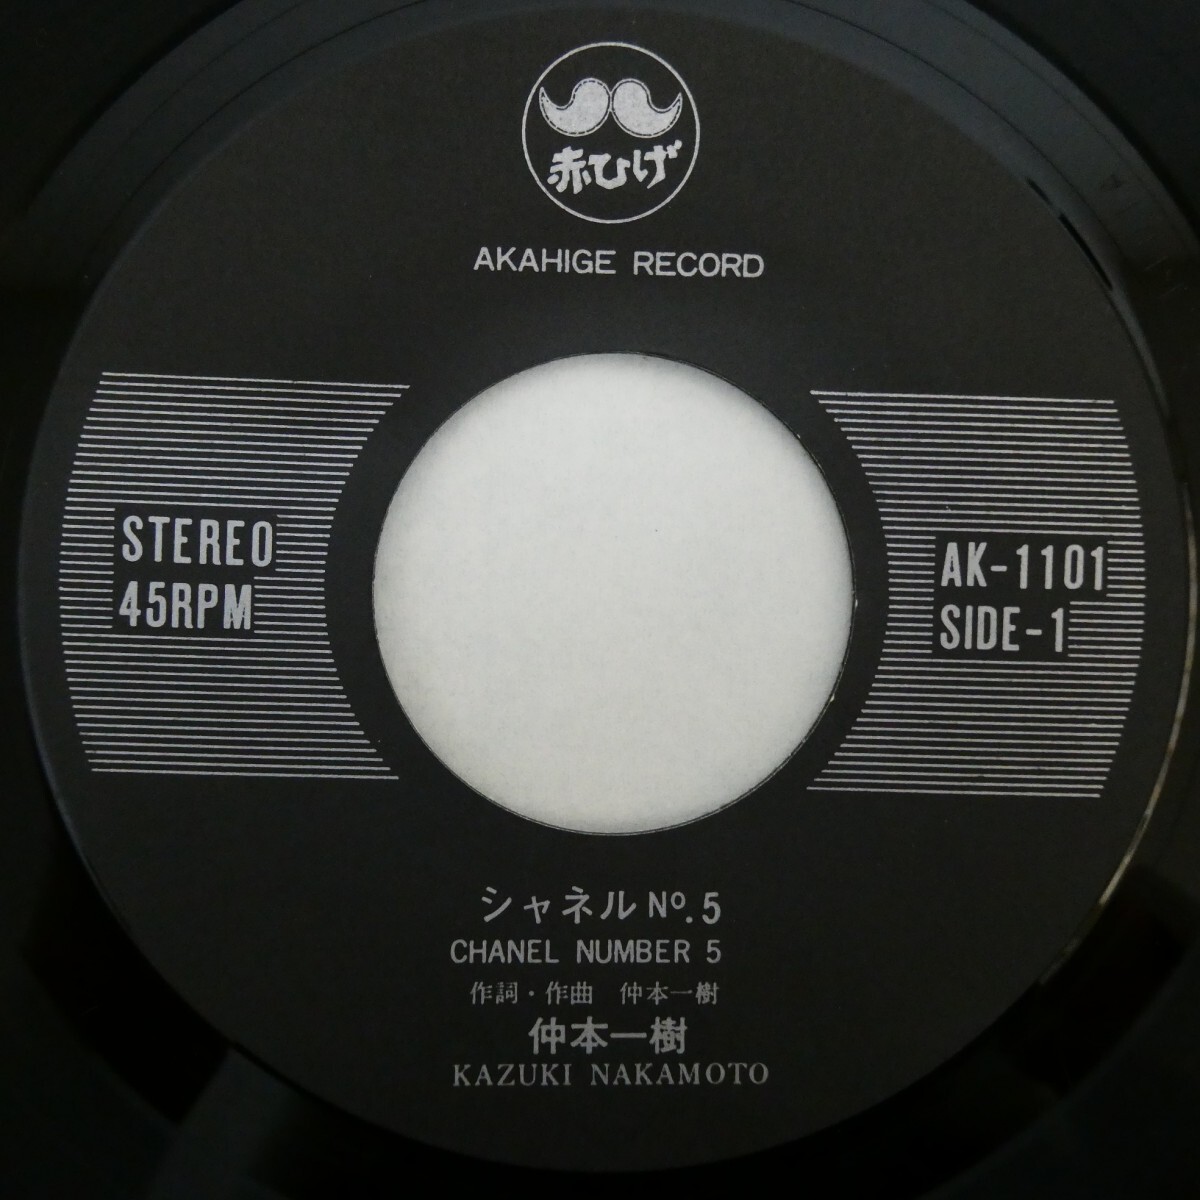 赤ひげ
AKAHIGE RECORD
STEREO
45RPM
AK-1101
SIDE-1
シャネルNo.5
CHANEL NUMBER 5
作詞・作曲 仲本一樹
仲本一樹
KAZUKI NAKAMOTO